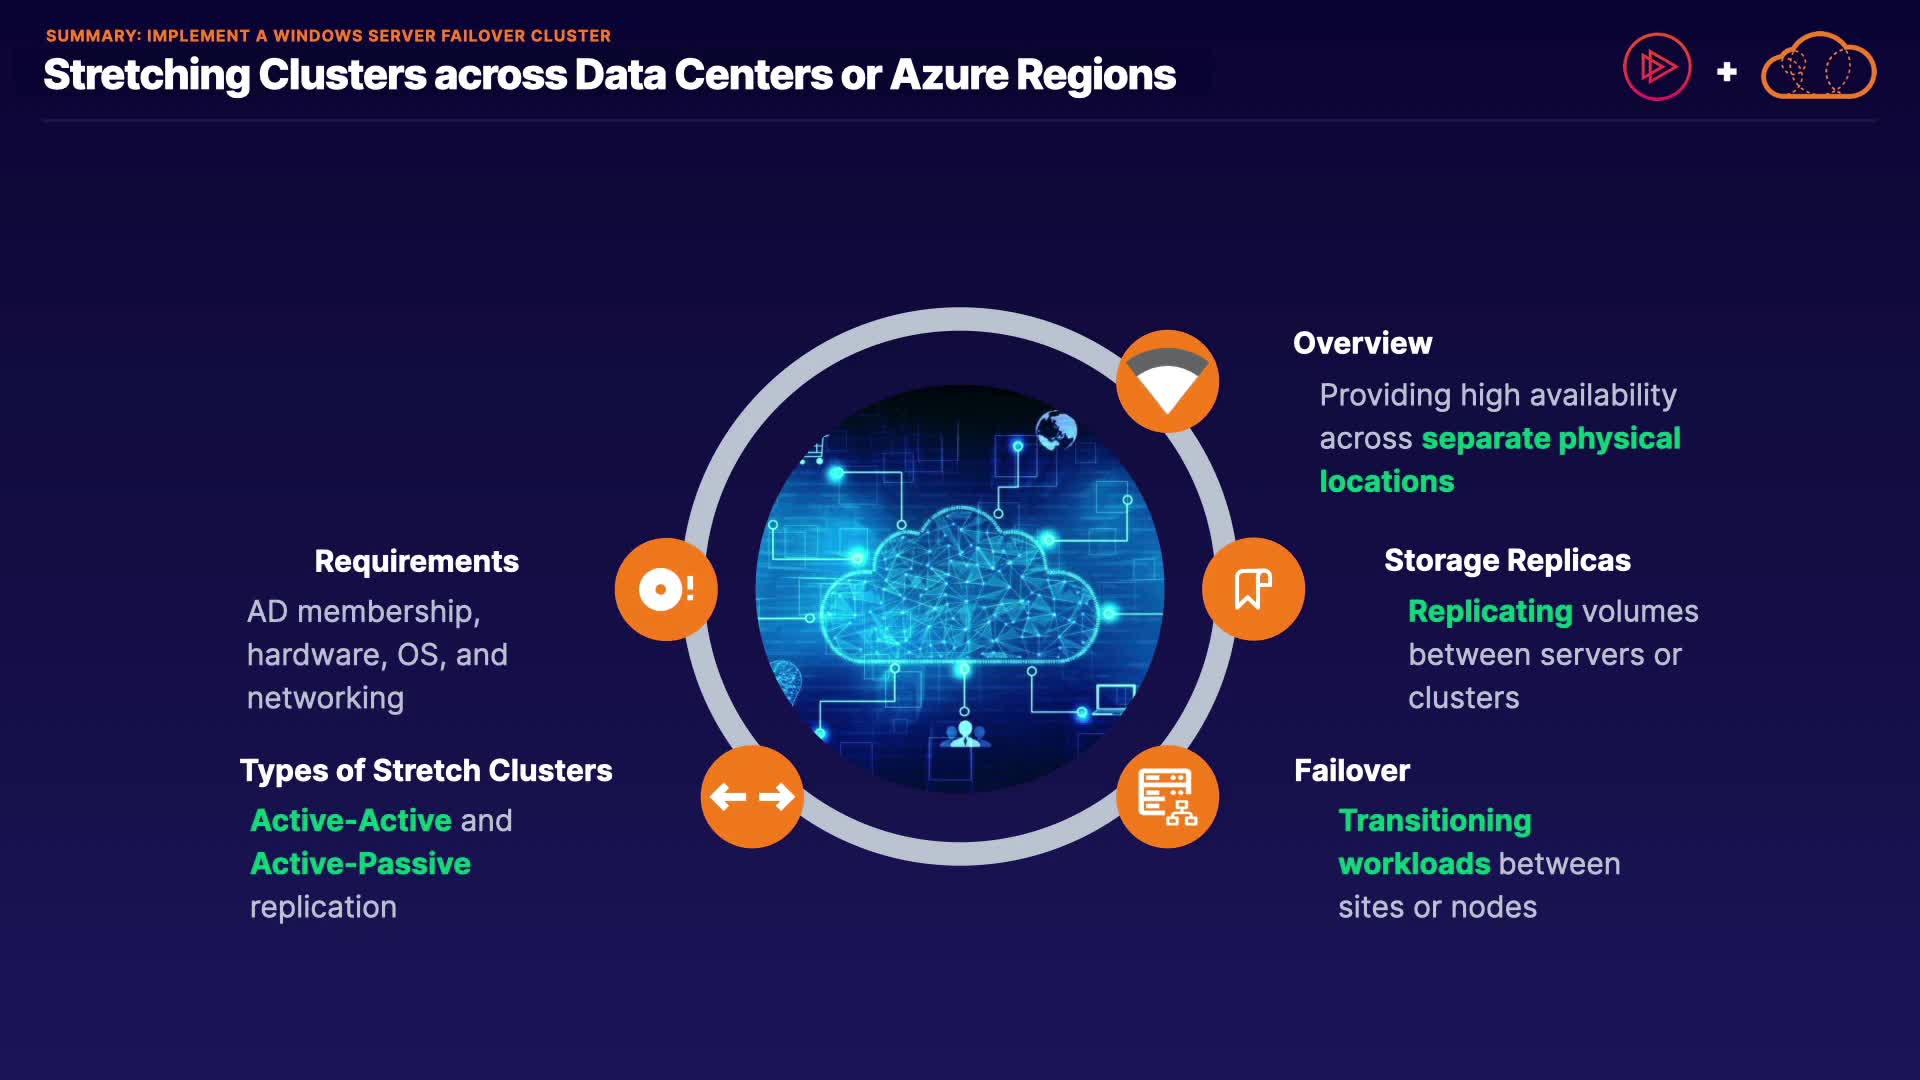 SUMMARY: IMPLEMENT A WINDOWS SERVER FAILOVER CLUSTER
Stretching Clusters across Data Centers or Azure Regions
Overview
Providing high availability
across separate physical
locations
Storage Replicas
Replicating volumes
between servers or
clusters
Failover
Transitioning
workloads between
sites or nodes
Types of Stretch Clusters
Active-Active and
Active-Passive
replication
Requirements
AD membership,
hardware, OS, and
networking